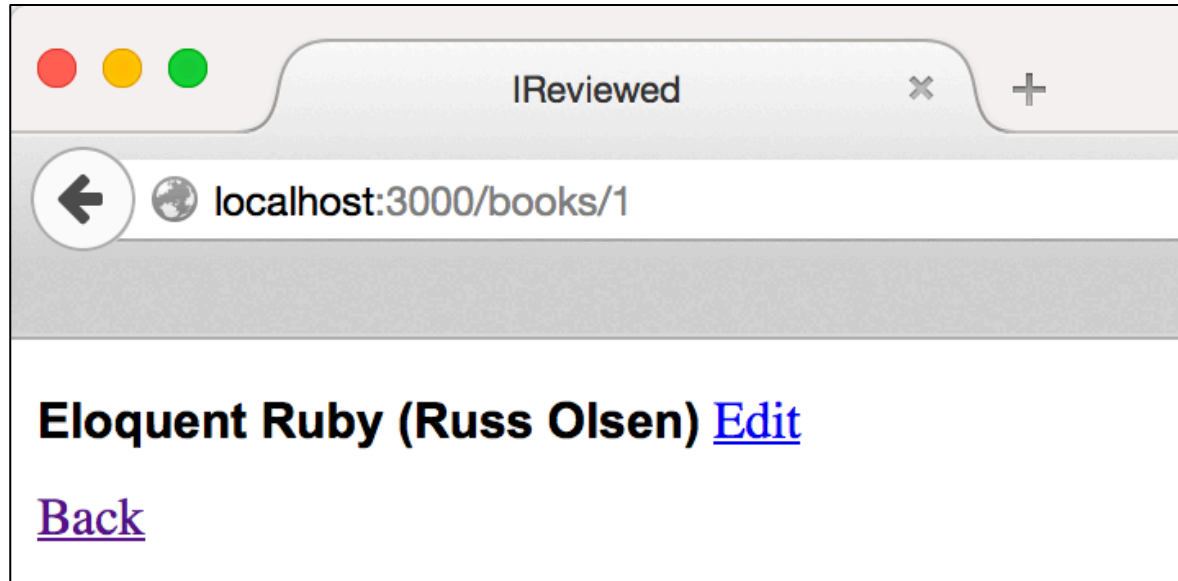 IReviewed
localhost:3000/books/1
Eloquent Ruby (Russ Olsen) Edit
Back